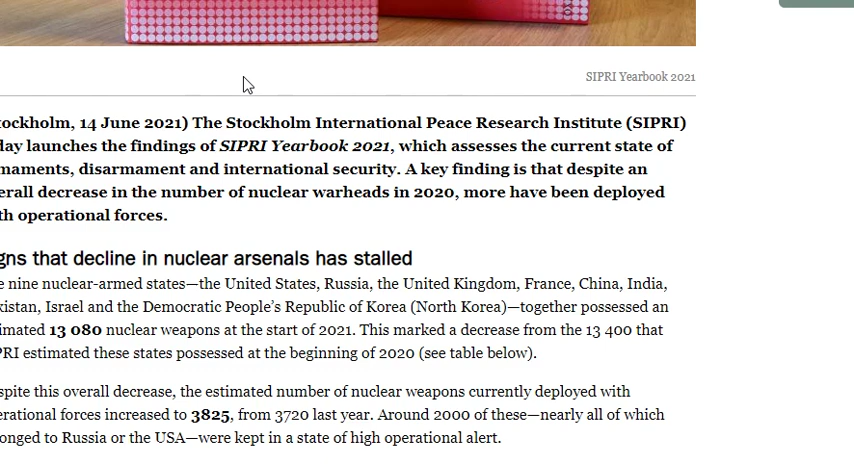 SIPRI Yearbook 2021
tockholm, 14 June 2021) The Stockholm International Peace Research Institute (SIPRI)
day launches the findings of SIPRI Yearbook 2021, which assesses the current state of
maments, disarmament and international security. A key finding is that despite an
erall decrease in the number of nuclear warheads in 2020, more have been deployed
th operational forces.
gns that decline in nuclear arsenals has stalled
e nine nuclear-armed states—the United States, Russia, the United Kingdom, France, China, India,
kistan, Israel and the Democratic People’s Republic of Korea (North Korea)—together possessed an
imated 13 080 nuclear weapons at the start of 2021. This marked a decrease from the 13 400 that
PRI estimated these states possessed at the beginning of 2020 (see table below).
spite this overall decrease, the estimated number of nuclear weapons currently deployed with
erational forces increased to 3825, from 3720 last year. Around 2000 of these—nearly all of which
longed to Russia or the USA—were kept in a state of high operational alert.